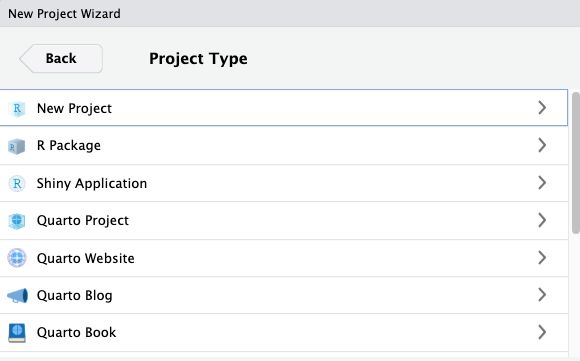 New Project Wizard
Back
Project Type
R New Project
R R Package
R Shiny Application
Quarto Project
Quarto Website
Quarto Blog
Quarto Book